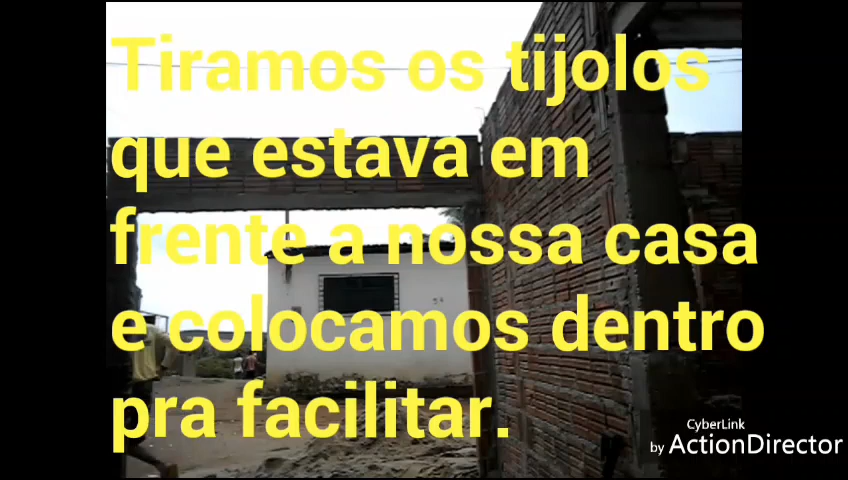 Tiramos os tijolos
que estava em
frente a nossa casa
e colocamos dentro
pra facilitar.
CyberLink
by ActionDirector